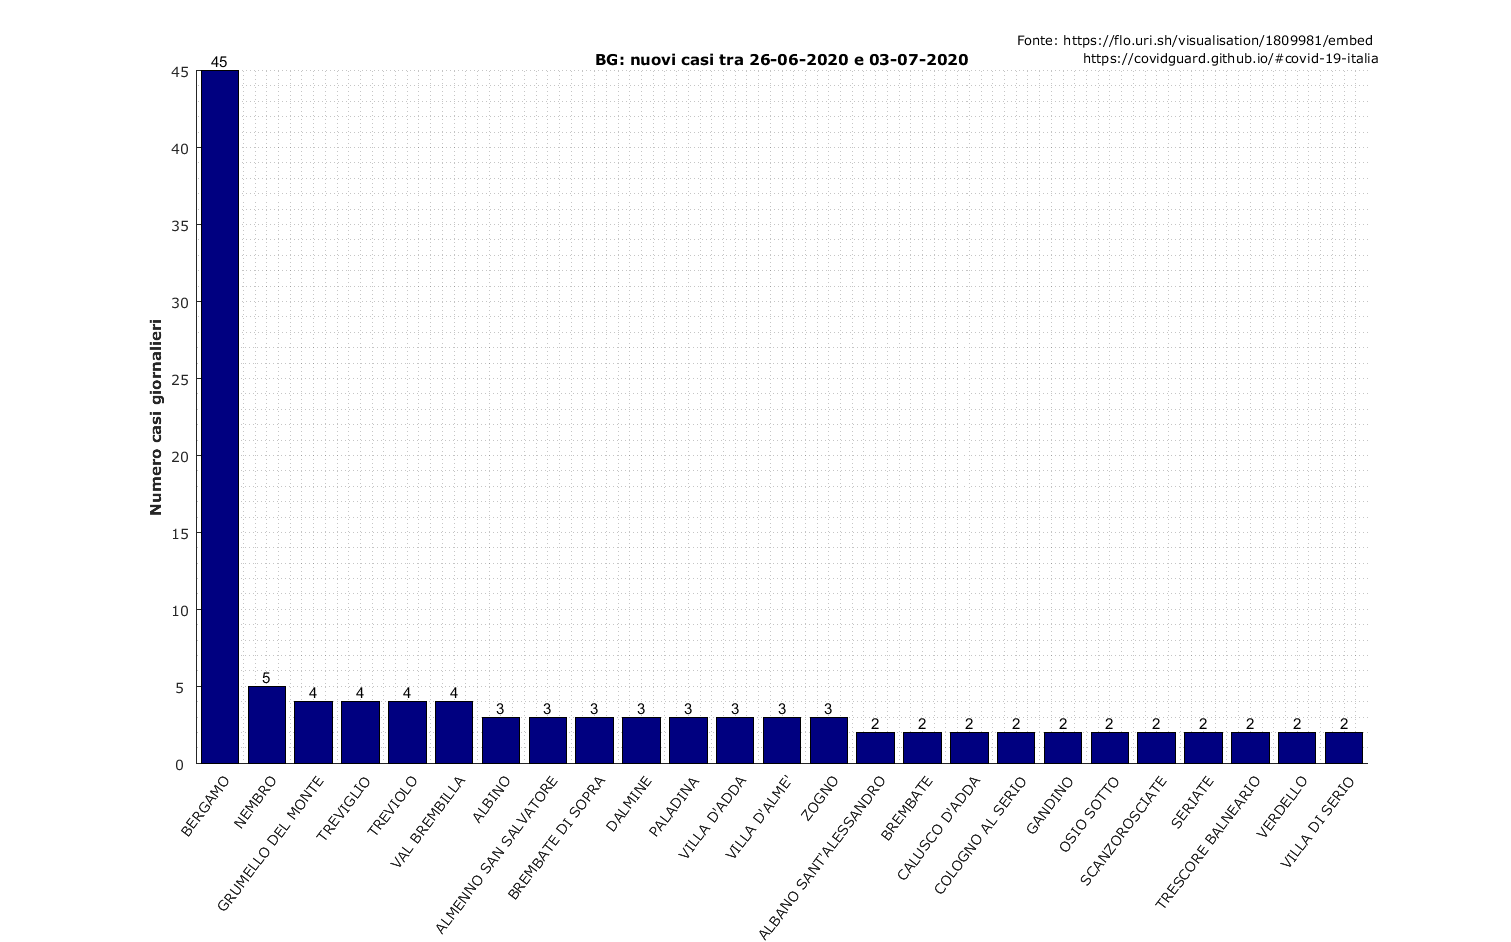 Fonte: https://flo.uri.sh/visualisation/1809981/embed
https://covidguard.github.io/#covid-19-italia
BG: nuovi casi tra 26-06-2020 e 03-07-2020
Numero casi giornalieri
45
40
35
30
25
20
15
10
5
0
45
5
4
4
4
4
3
3
3
3
3
3
3
3
2
2
2
2
2
2
2
2
2
2
2
BERGAMO
NEMBRO
GRUMELLO DEL MONTE
TREVIGLIO
TREVIOLO
VAL BREMBILLA
ALBINO
ALMENNO SAN SALVATORE
BREMBATE DI SOPRA
DALMINE
PALADINA
VILLA D'ADDA
VILLA D'ALME'
ZOGNO
ALBANO SANT'ALESSANDRO
BREMBATE
CALUSCO D'ADDA
COLOGNO AL SERIO
GANDINO
OSIO SOTTO
SCANZOROSCIATE
SERIATE
TRESCORE BALNEARIO
VERDELLO
VILLA DI SERIO